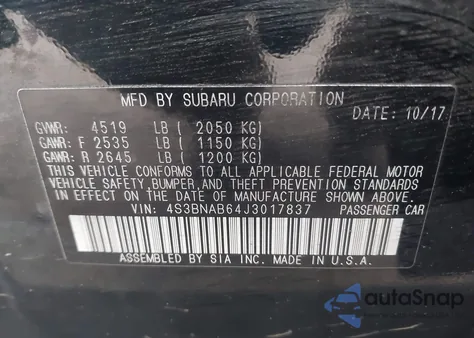 MFD BY SUBARU CORPORATION
DATE: 10/17
GVWR: 4519 LB ( 2050 KG)
GAWR: F 2535 LB ( 1150 KG)
GAWR: R 2645 LB ( 1200 KG)
THIS VEHICLE CONFORMS TO ALL APPLICABLE FEDERAL MOTOR
VEHICLE SAFETY, BUMPER, AND THEFT PREVENTION STANDARDS
IN EFFECT ON THE DATE OF MANUFACTURE SHOWN ABOVE.
VIN: 4S3BNAB64J3017837 PASSENGER CAR
ASSEMBLED BY SIA INC. MADE IN U.S.A.
autoSnap
www.autosnap